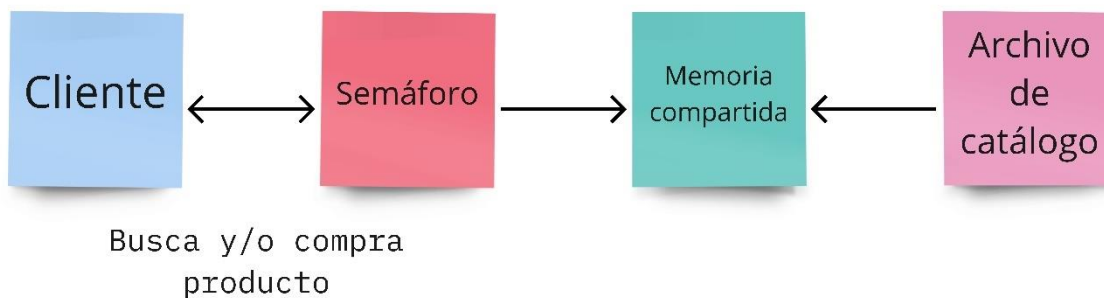 Cliente
Semáforo
Memoria
compartida
Archivo
de
catálogo
Busca y/o compra
producto